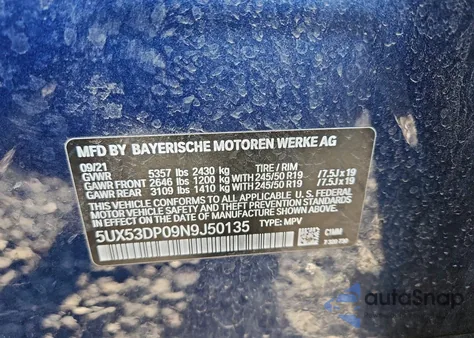 MFD BY BAYERISCHE MOTOREN WERKE AG
09/21
GVWR 5357 lbs 2430 kg TIRE / RIM
GAWR FRONT 2646 lbs 1200 kg WITH 245/50 R19 /7.5J x 19
GAWR REAR 3109 lbs 1410 kg WITH 245/50 R19 /7.5J x 19
THIS VEHICLE CONFORMS TO ALL APPLICABLE FEDERAL MOTOR VEHICLE SAFETY, BUMPER, AND THEFT PREVENTION STANDARDS IN EFFECT ON THE DATE OF MANUFACTURE SHOWN ABOVE.
5UX53DP09N9J50135 TYPE: MPV C1MM
autoSnap